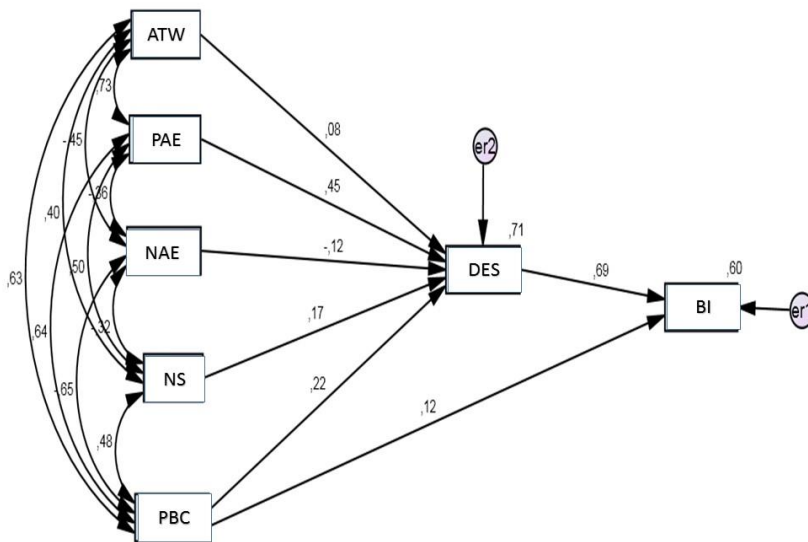 ATW
,73
PAE
-,45
-,36
,40
NAE
,50
,63
-,32
,64
NS
-,65
,48
PBC
,08
,45
-,12
,17
,22
er2
,71
DES
,69
,12
,60
BI
er1